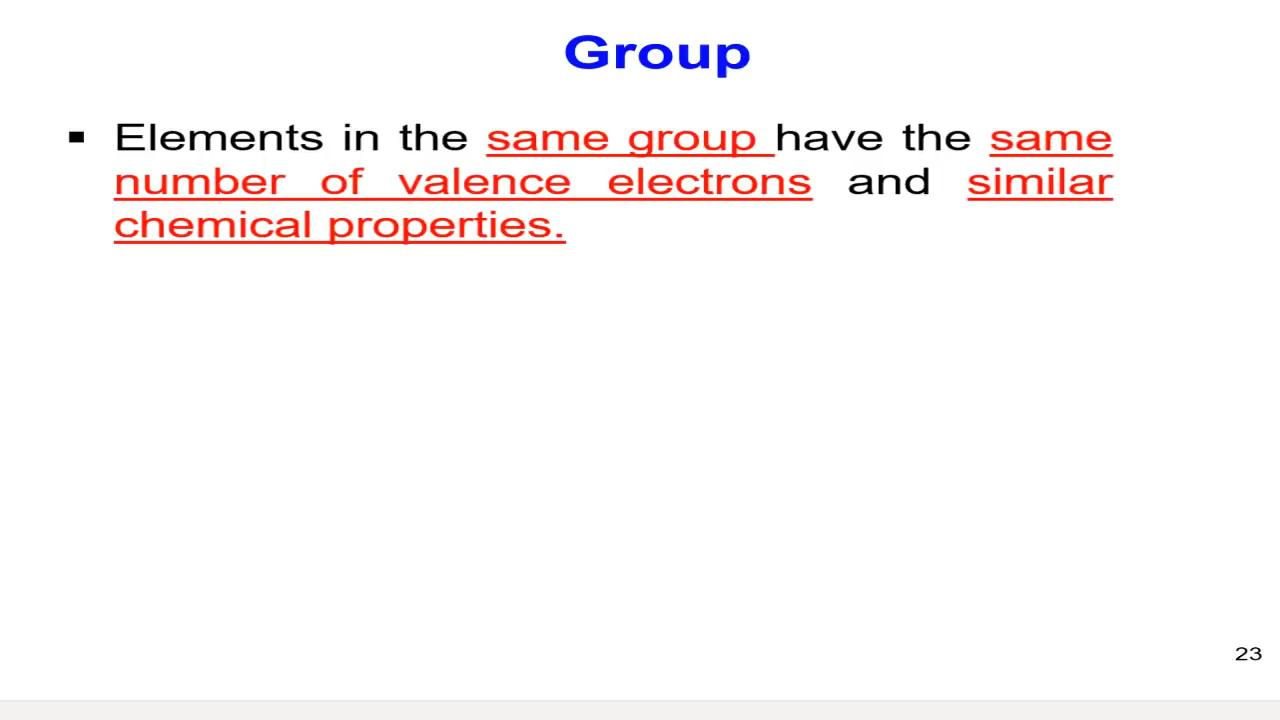 Group
▪ Elements in the same group have the same
number of valence electrons and similar
chemical properties.
23